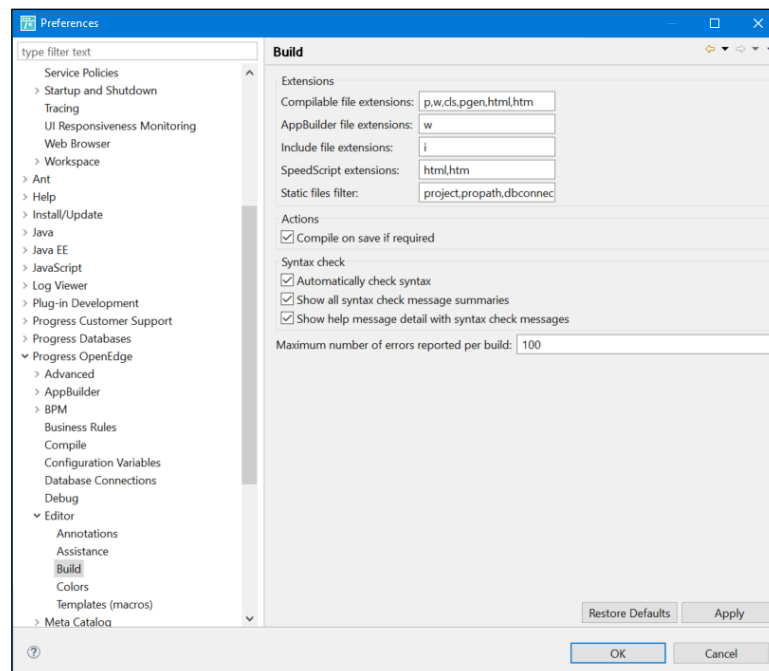 Preferences
type filter text
Service Policies
Startup and Shutdown
Tracing
UI Responsiveness Monitoring
Web Browser
Workspace
Ant
Help
Install/Update
Java
Java EE
JavaScript
Log Viewer
Plug-in Development
Progress Customer Support
Progress Databases
Progress OpenEdge
Advanced
AppBuilder
BPM
Business Rules
Compile
Configuration Variables
Database Connections
Debug
Editor
Annotations
Assistance
Build
Colors
Templates (macros)
Meta Catalog
Build
Extensions
Compilable file extensions: p,w,cls,pgen,html,htm
AppBuilder file extensions: w
Include file extensions: i
SpeedScript extensions: html,htm
Static files filter: project,propath,dbconnec
Actions
Compile on save if required
Syntax check
Automatically check syntax
Show all syntax check message summaries
Show help message detail with syntax check messages
Maximum number of errors reported per build: 100
Restore Defaults Apply
? OK Cancel